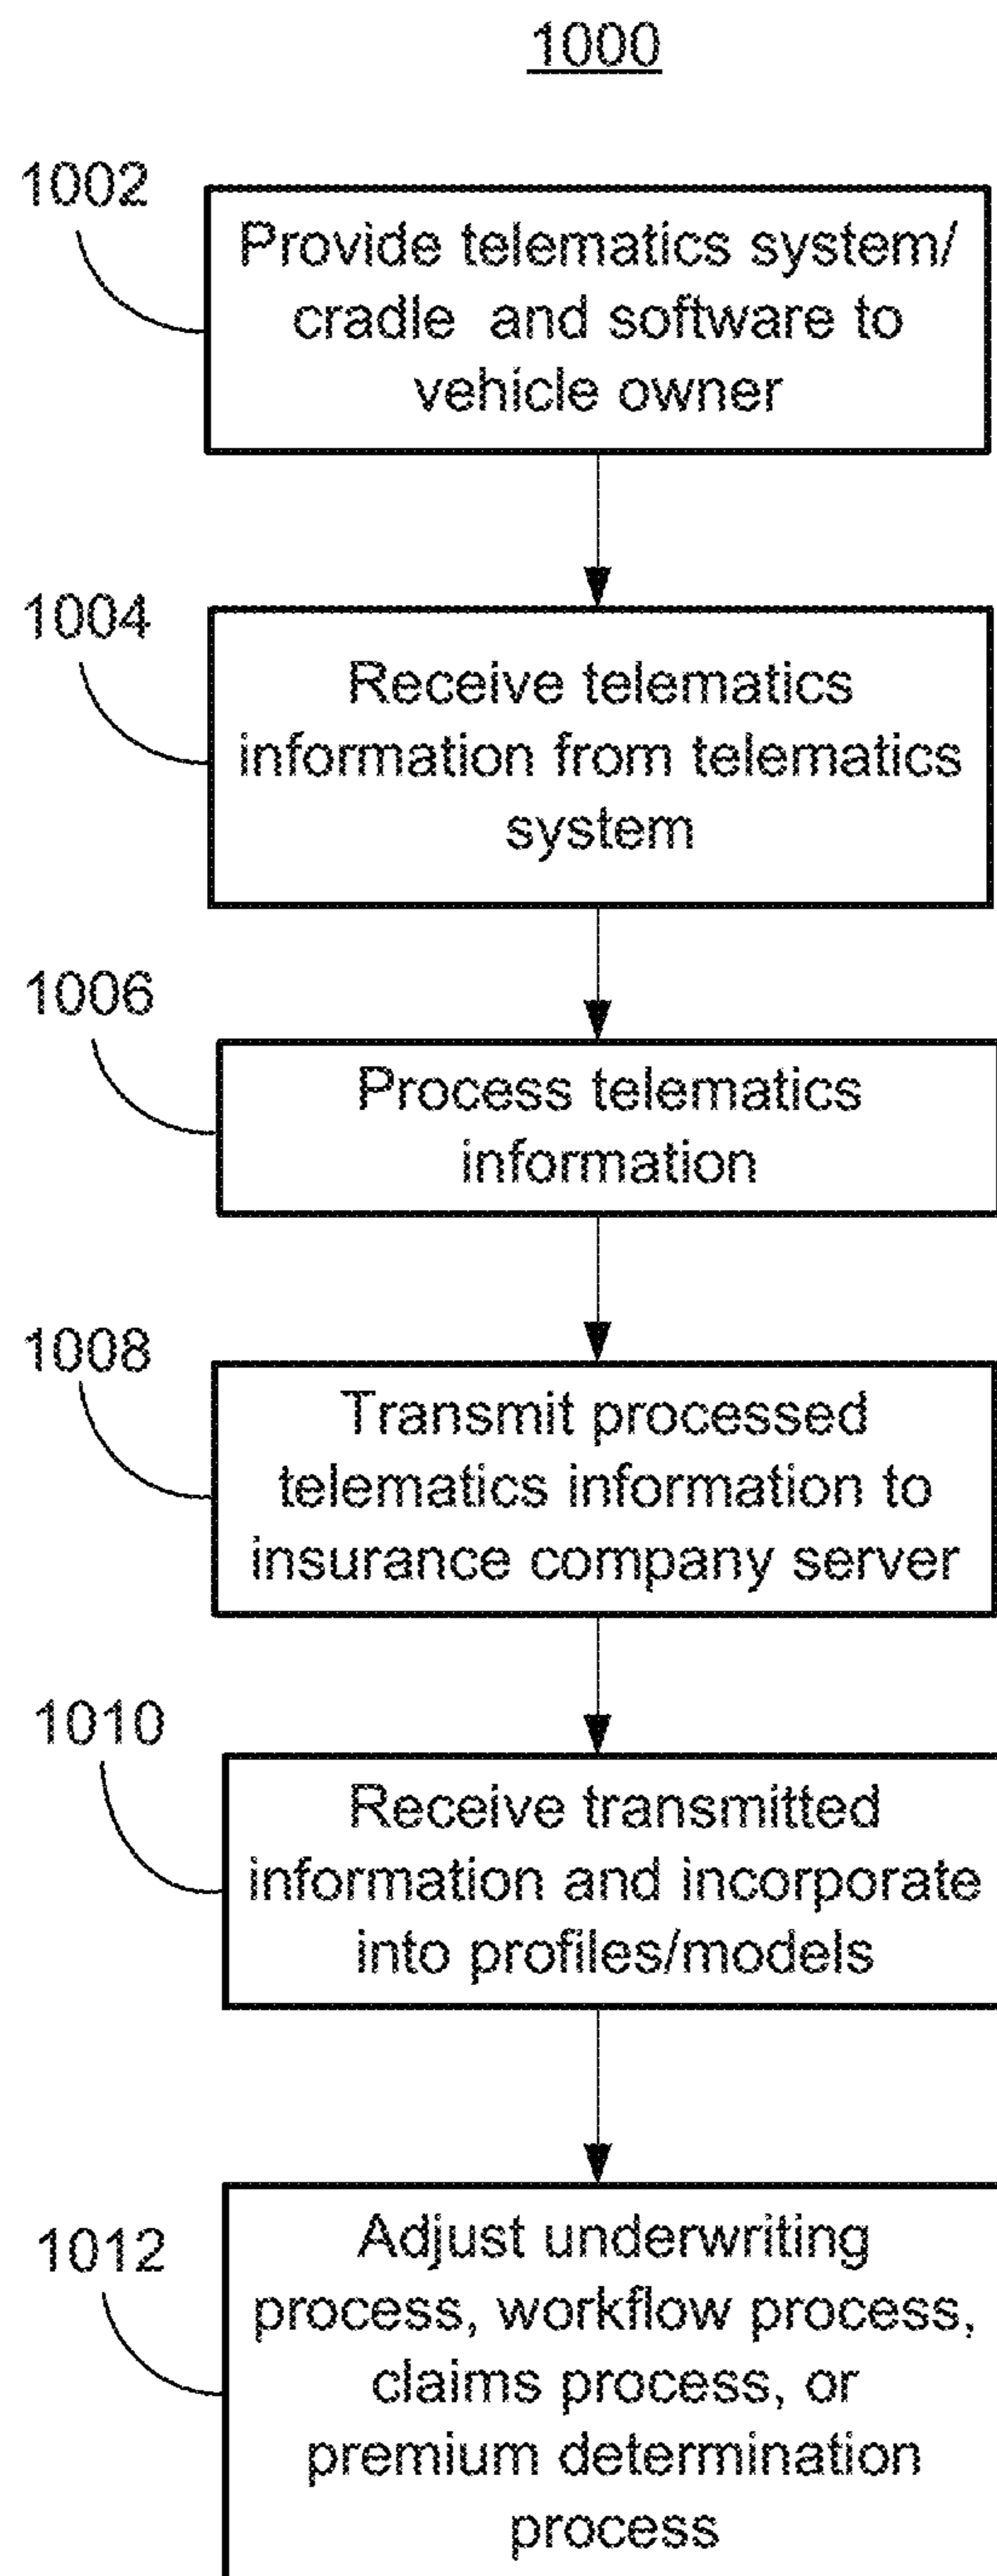 1000
1002
Provide telematics system/
cradle and software to
vehicle owner
1004
Receive telematics
information from telematics
system
1006
Process telematics
information
1008
Transmit processed
telematics information to
insurance company server
1010
Receive transmitted
information and incorporate
into profiles/models
1012
Adjust underwriting
process, workflow process,
claims process, or
premium determination
process